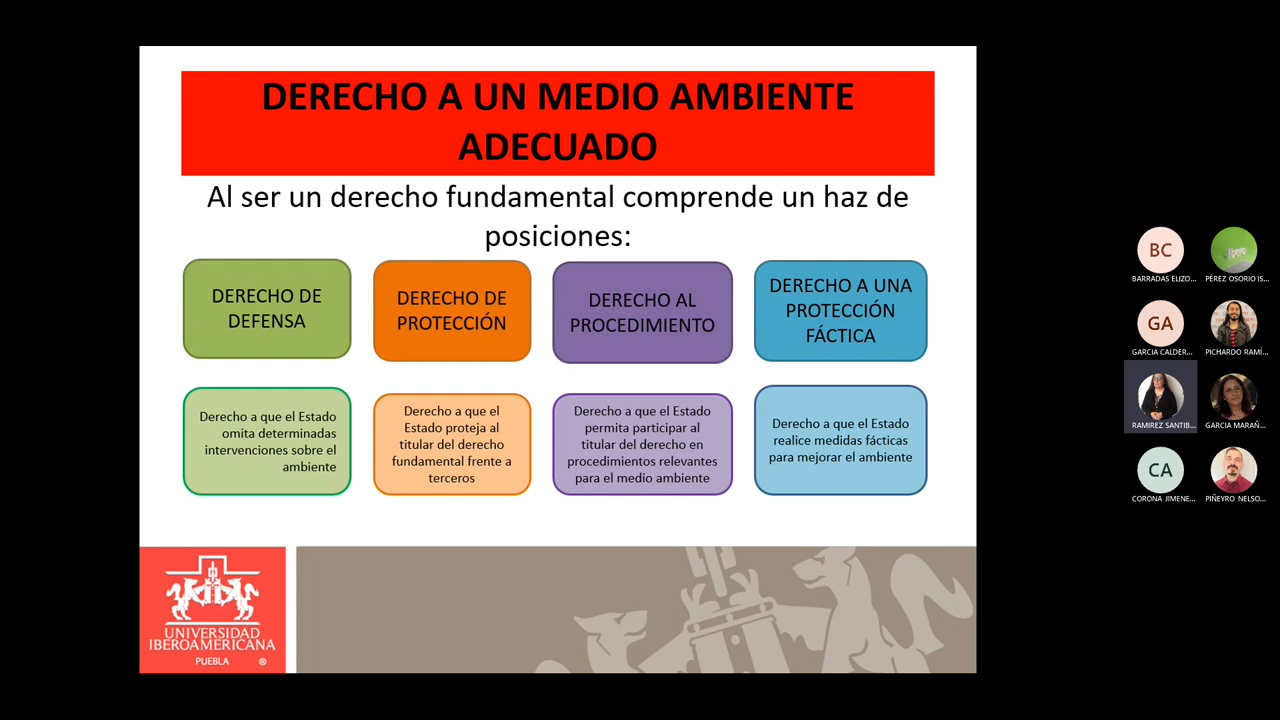 DERECHO A UN MEDIO AMBIENTE
ADECUADO
Al ser un derecho fundamental comprende un haz de
posiciones:
DERECHO DE
DEFENSA
DERECHO DE
PROTECCIÓN
DERECHO AL
PROCEDIMIENTO
DERECHO A UNA
PROTECCIÓN
FÁCTICA
Derecho a que el Estado
omita determinadas
intervenciones sobre el
ambiente
Derecho a que el
Estado proteja al
titular del derecho
fundamental frente a
terceros
Derecho a que el Estado
permita participar al
titular del derecho en
procedimientos relevantes
para el medio ambiente
Derecho a que el Estado
realice medidas fácticas
para mejorar el ambiente
UNIVERSIDAD
IBEROAMERICANA
PUEBLA ®
BC
BARRADAS ELIZO...
PÉREZ OSORIO IS...
GA
GARCIA CALDER...
PICHARDO RAMÍ...
RAMIREZ SANTIB...
GARCIA MARAÑ...
CA
CORONA JIMENE...
PIÑEYRO NELSO...